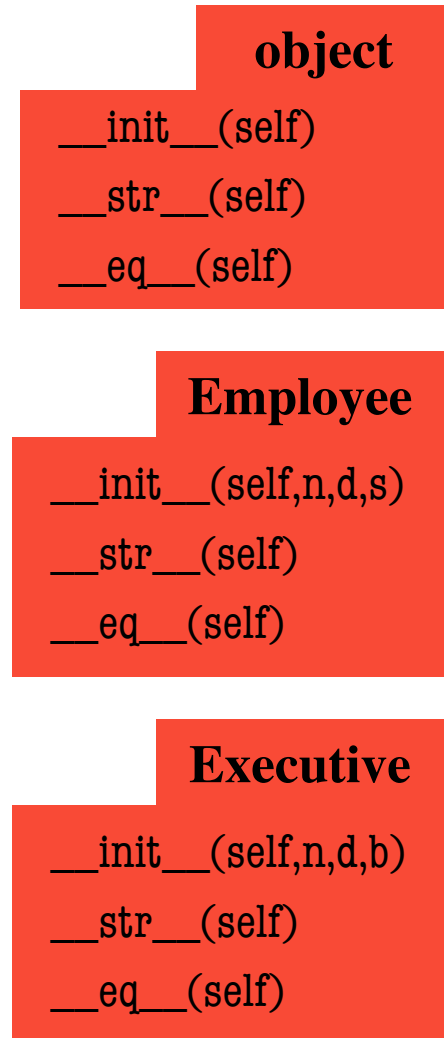 object
__init__(self)
__str__(self)
__eq__(self)
Employee
__init__(self,n,d,s)
__str__(self)
__eq__(self)
Executive
__init__(self,n,d,b)
__str__(self)
__eq__(self)